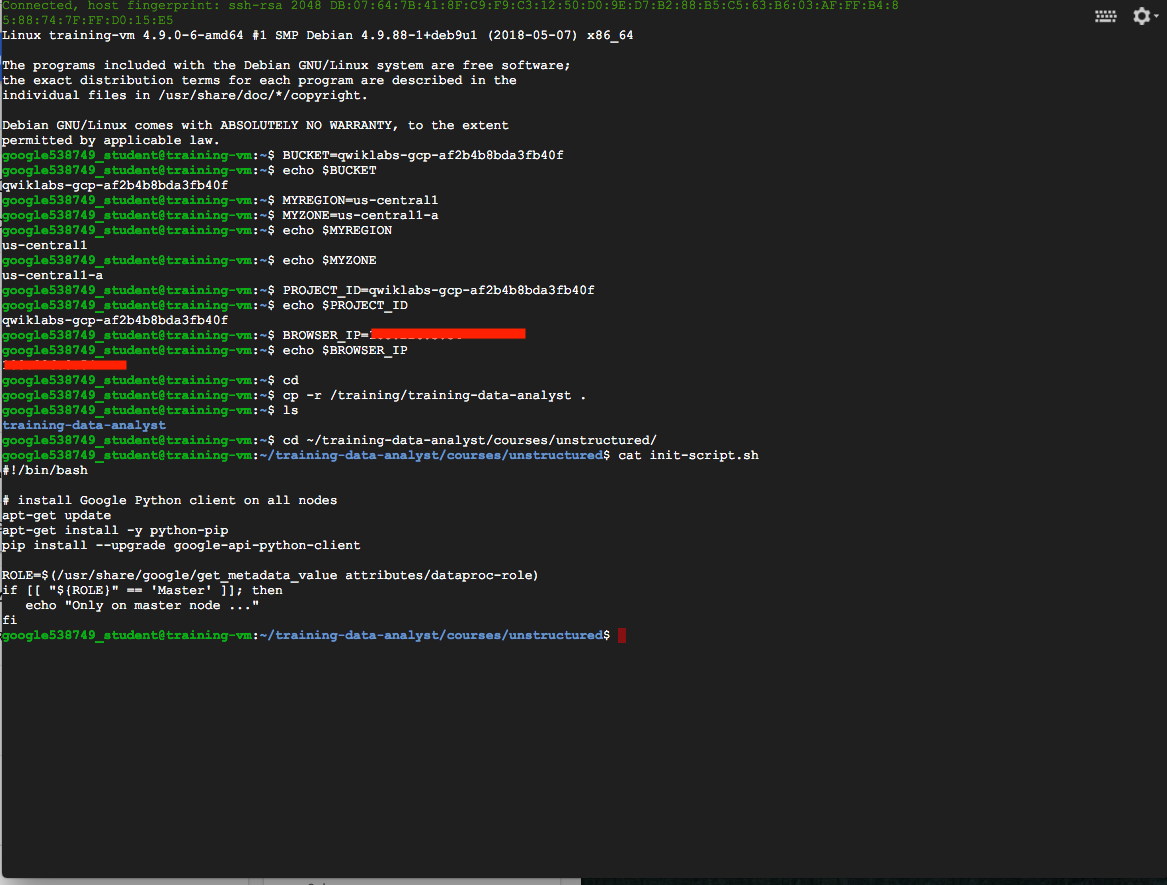 Connected, host fingerprint: ssh-rsa 2048 DB:07:64:7B:41:8F:C9:F9:C3:12:50:D0:9E:D7:B2:88:B5:C5:63:B6:03:AF:FF:B4:8
5:88:74:7F:FF:D0:15:E5
Linux training-vm 4.9.0-6-amd64 #1 SMP Debian 4.9.88-1+deb9u1 (2018-05-07) x86_64
The programs included with the Debian GNU/Linux system are free software;
the exact distribution terms for each program are described in the
individual files in /usr/share/doc/*/copyright.
Debian GNU/Linux comes with ABSOLUTELY NO WARRANTY, to the extent
permitted by applicable law.
google538749_student@training-vm:~$ BUCKET=qwiklabs-gcp-af2b4b8bda3fb40f
google538749_student@training-vm:~$ echo $BUCKET
qwiklabs-gcp-af2b4b8bda3fb40f
google538749_student@training-vm:~$ MYREGION=us-central1
google538749_student@training-vm:~$ MYZONE=us-central1-a
google538749_student@training-vm:~$ echo $MYREGION
us-central1
google538749_student@training-vm:~$ echo $MYZONE
us-central1-a
google538749_student@training-vm:~$ PROJECT_ID=qwiklabs-gcp-af2b4b8bda3fb40f
google538749_student@training-vm:~$ echo $PROJECT_ID
qwiklabs-gcp-af2b4b8bda3fb40f
google538749_student@training-vm:~$ BROWSER_IP=
google538749_student@training-vm:~$ echo $BROWSER_IP
google538749_student@training-vm:~$ cd
google538749_student@training-vm:~$ cp -r /training/training-data-analyst .
google538749_student@training-vm:~$ ls
training-data-analyst
google538749_student@training-vm:~$ cd ~/training-data-analyst/courses/unstructured/
google538749_student@training-vm:~/training-data-analyst/courses/unstructured$ cat init-script.sh
#!/bin/bash
# install Google Python client on all nodes
apt-get update
apt-get install -y python-pip
pip install --upgrade google-api-python-client
ROLE=$(/usr/share/google/get_metadata_value attributes/dataproc-role)
if [[ "${ROLE}" == 'Master' ]]; then
   echo "Only on master node ..."
fi
google538749_student@training-vm:~/training-data-analyst/courses/unstructured$